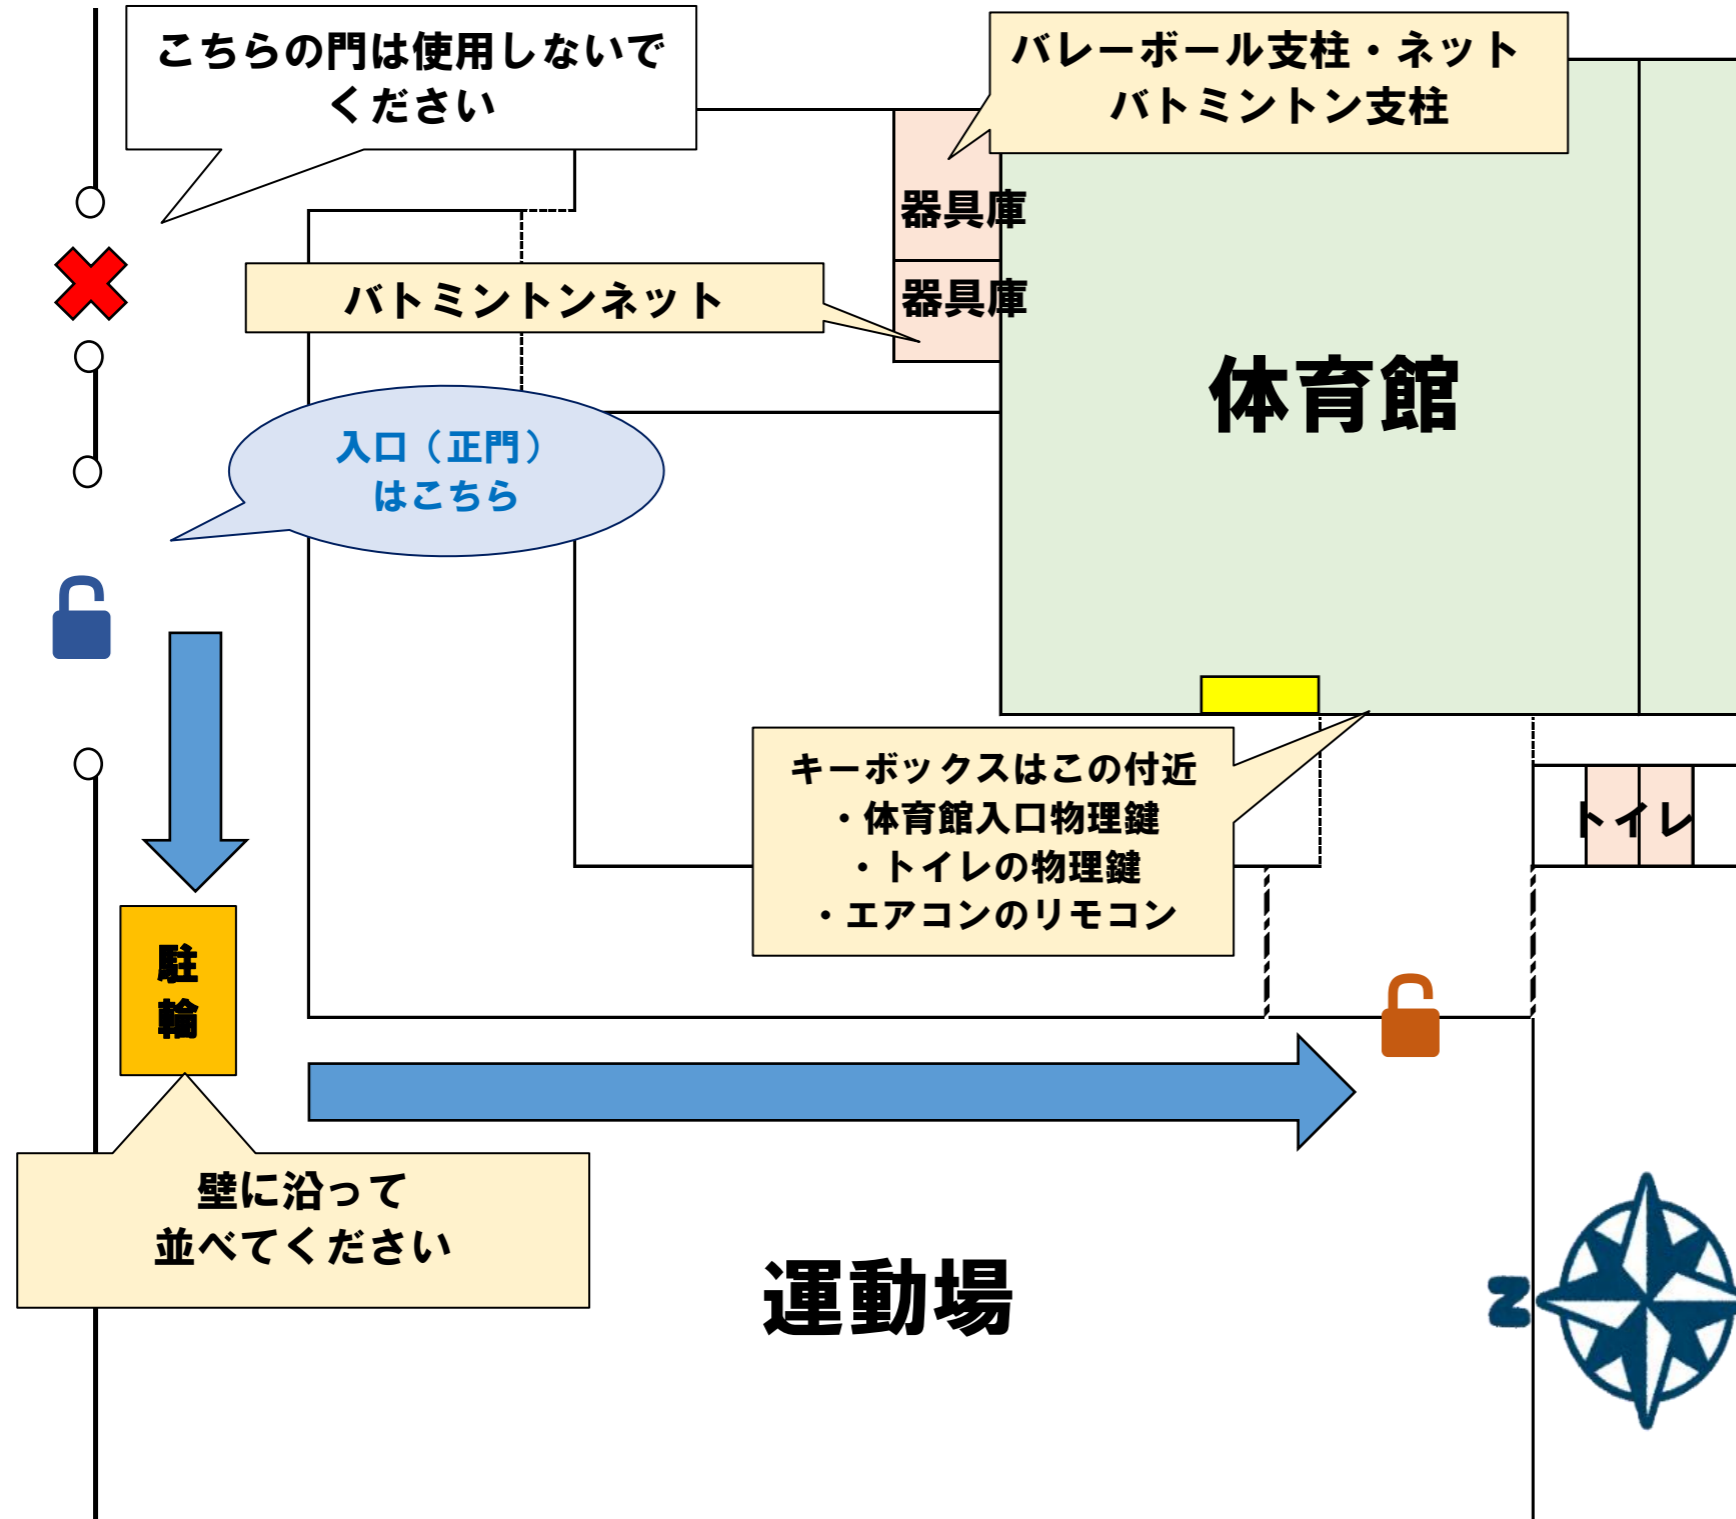 こちらの門は使用しないで
ください
バレーボール支柱・ネット
バトミントン支柱
器具庫
バトミントンネット
器具庫
体育館
入口（正門）
はこちら
キーボックスはこの付近
・体育館入口物理鍵
・トイレの物理鍵
・エアコンのリモコン
トイレ
駐
輪
壁に沿って
並べてください
運動場
N